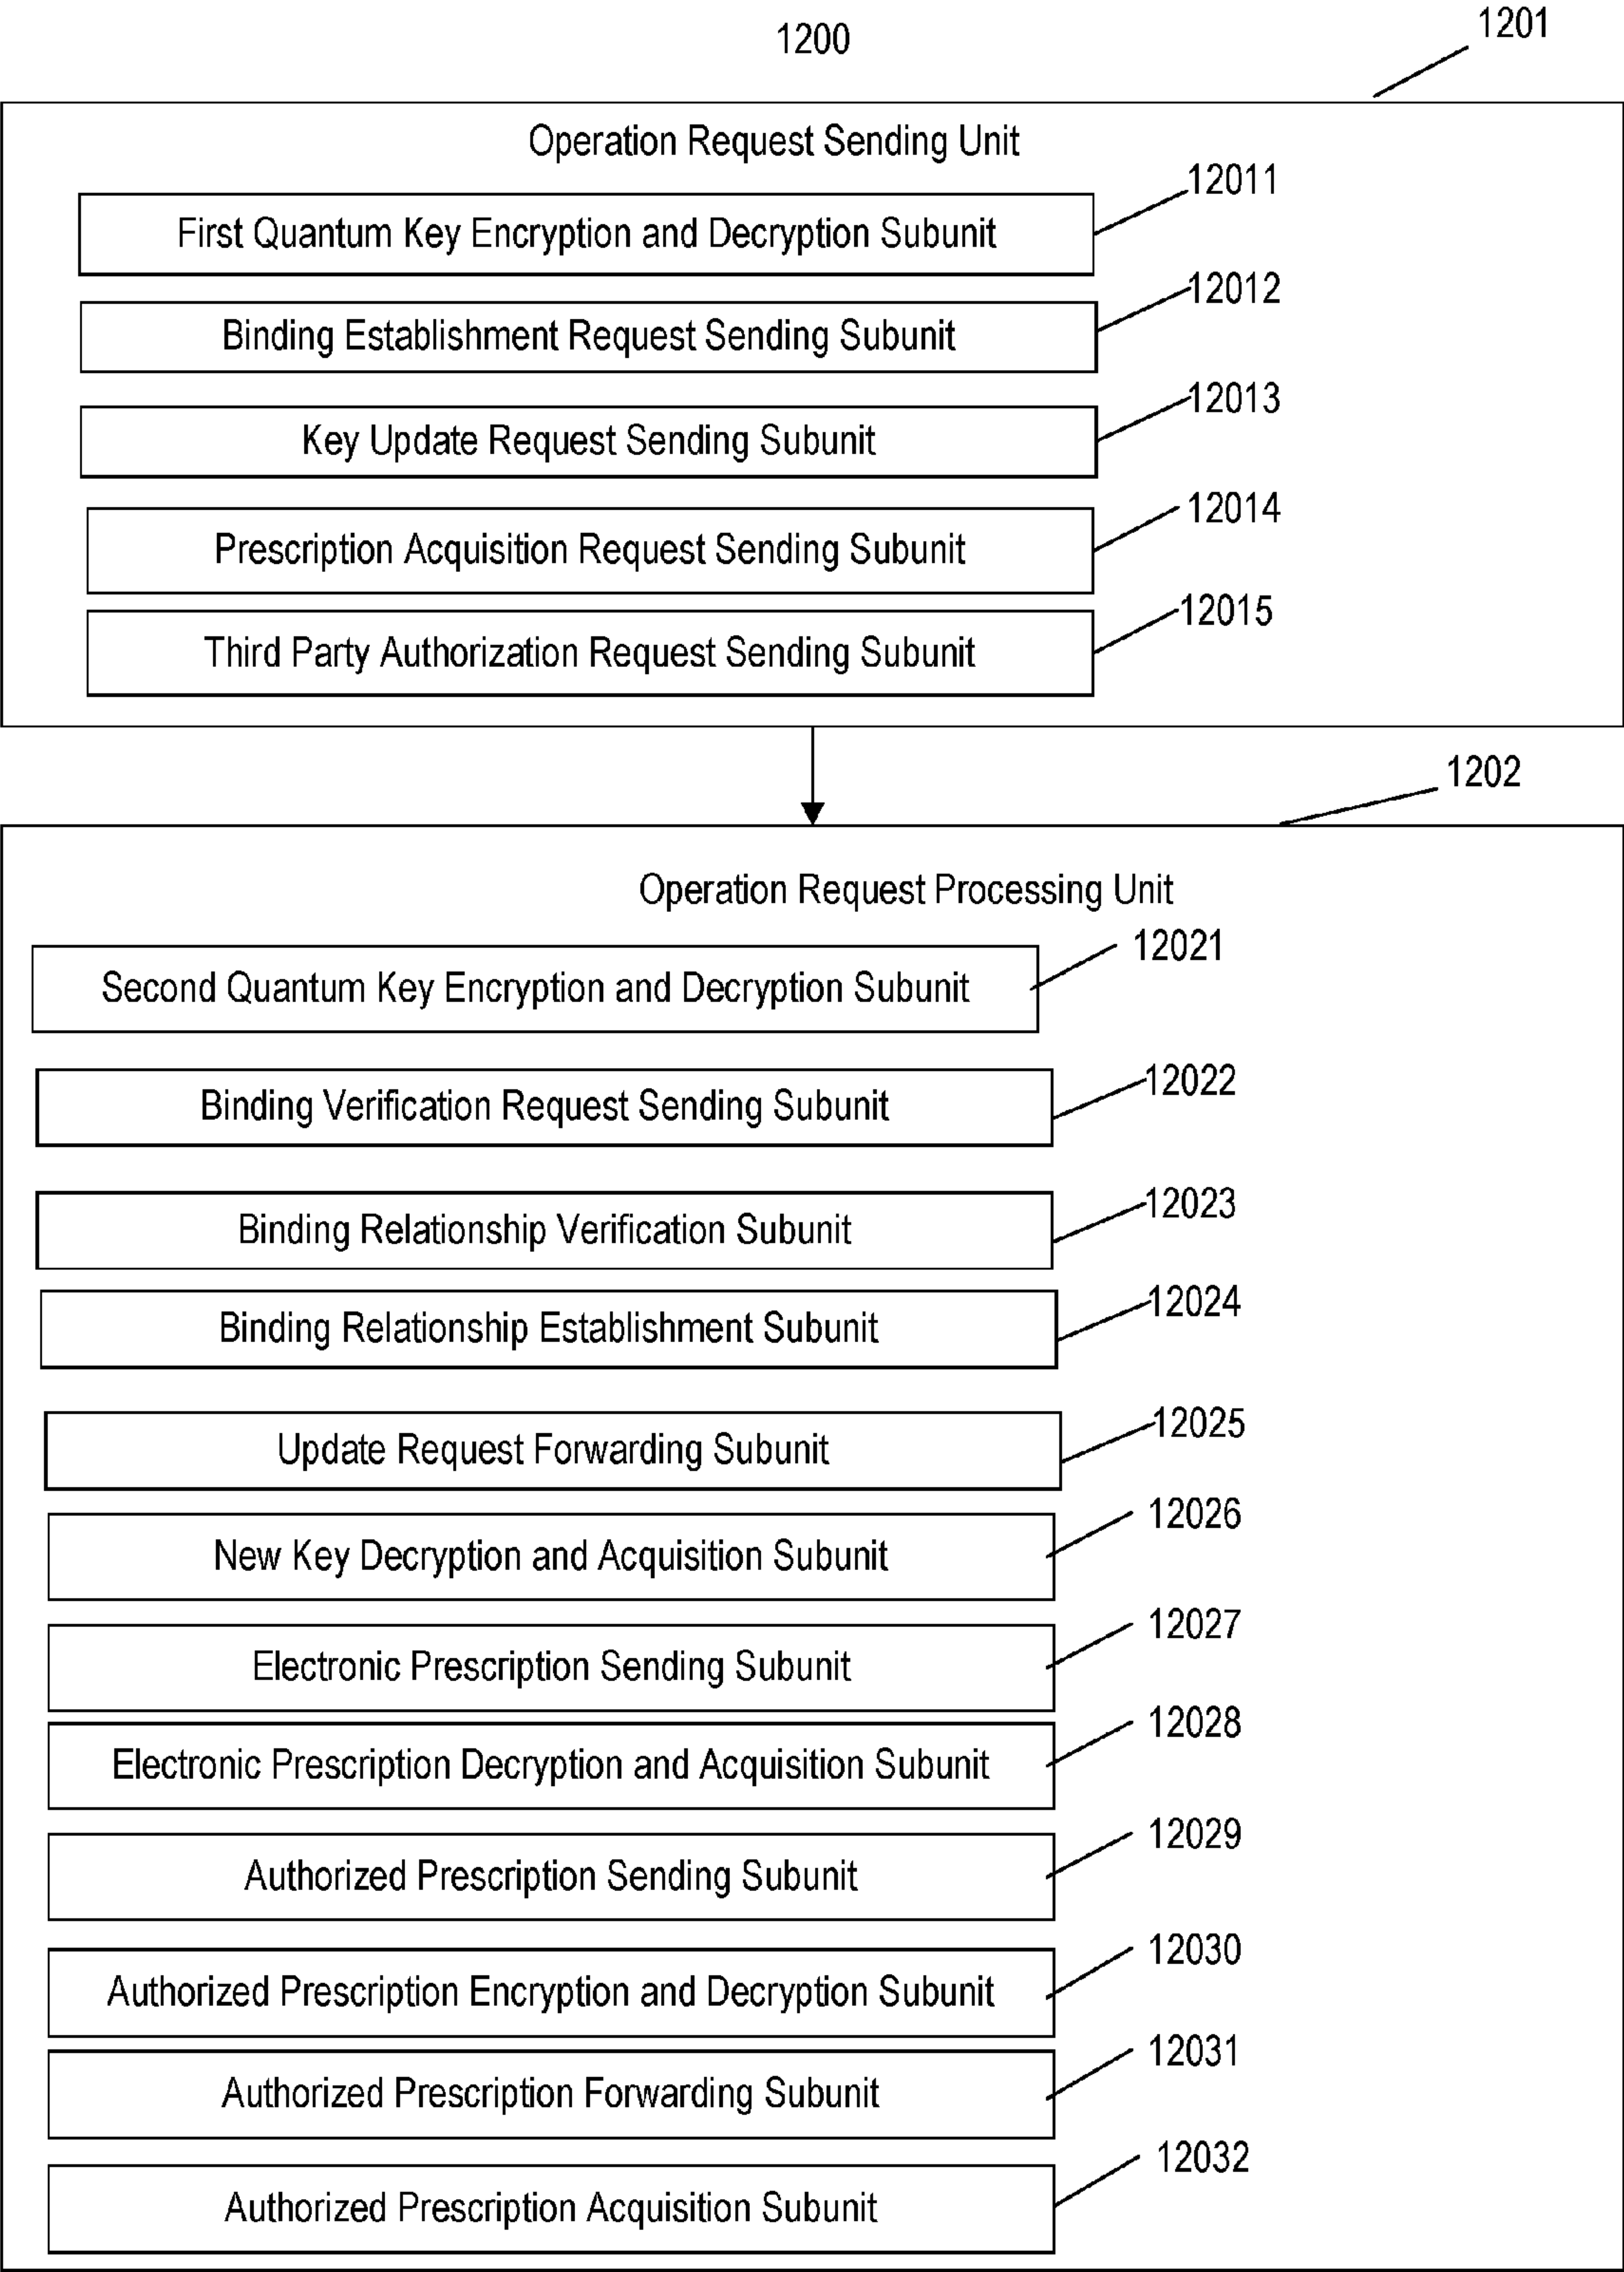 1200
1201
Operation Request Sending Unit
12011
First Quantum Key Encryption and Decryption Subunit
12012
Binding Establishment Request Sending Subunit
12013
Key Update Request Sending Subunit
12014
Prescription Acquisition Request Sending Subunit
12015
Third Party Authorization Request Sending Subunit
1202
Operation Request Processing Unit
12021
Second Quantum Key Encryption and Decryption Subunit
12022
Binding Verification Request Sending Subunit
12023
Binding Relationship Verification Subunit
12024
Binding Relationship Establishment Subunit
12025
Update Request Forwarding Subunit
12026
New Key Decryption and Acquisition Subunit
12027
Electronic Prescription Sending Subunit
12028
Electronic Prescription Decryption and Acquisition Subunit
12029
Authorized Prescription Sending Subunit
12030
Authorized Prescription Encryption and Decryption Subunit
12031
Authorized Prescription Forwarding Subunit
12032
Authorized Prescription Acquisition Subunit